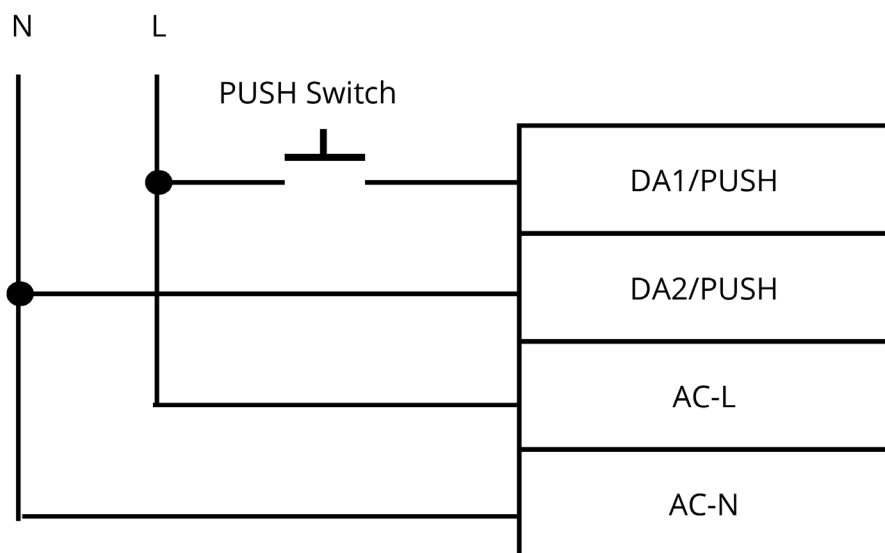 N L
PUSH Switch
DA1/PUSH
DA2/PUSH
AC-L
AC-N